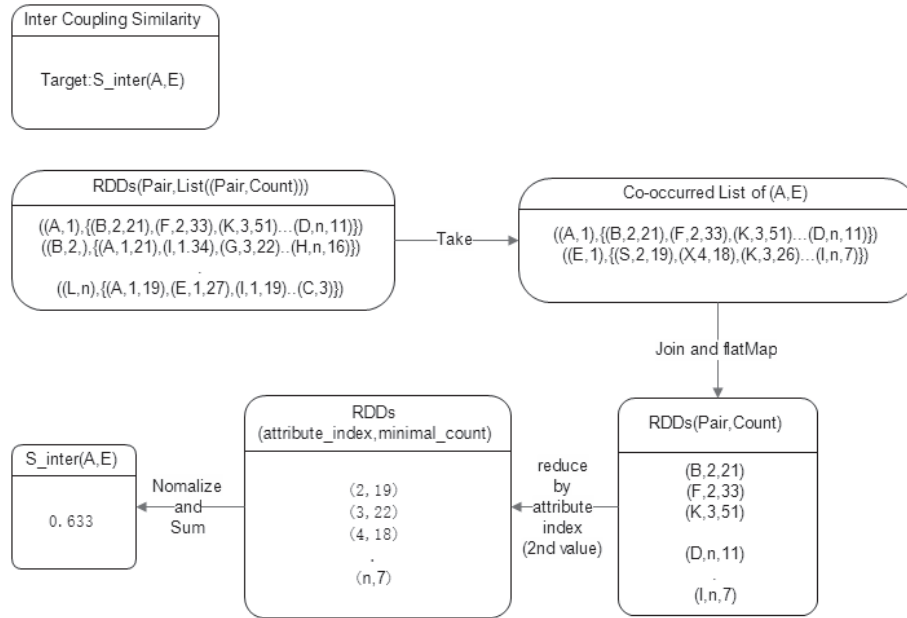 Inter Coupling Similarity
Target:S_inter(A,E)
RDDs(Pair,List((Pair,Count)))
((A,1),{(B,2,21),(F,2,33),(K,3,51)...(D,n,11)})
((B,2,),{(A,1,21),(I,1.34),(G,3,22)..(H,n,16)})
.
((L,n),{(A,1,19),(E,1,27),(I,1,19)..(C,3)})
Take
Co-occurred List of (A,E)
((A,1),{(B,2,21),(F,2,33),(K,3,51)...(D,n,11)})
((E,1),{(S,2,19),(X,4,18),(K,3,26)...(I,n,7)})
Join and flatMap
RDDs(Pair,Count)
(B,2,21)
(F,2,33)
(K,3,51)
(D,n,11)
.
(I,n,7)
reduce
by
attribute
index
(2nd value)
RDDs
(attribute_index,minimal_count)
(2,19)
(3,22)
(4,18)
.
(n,7)
Nomalize
and
Sum
S_inter(A,E)
0.633